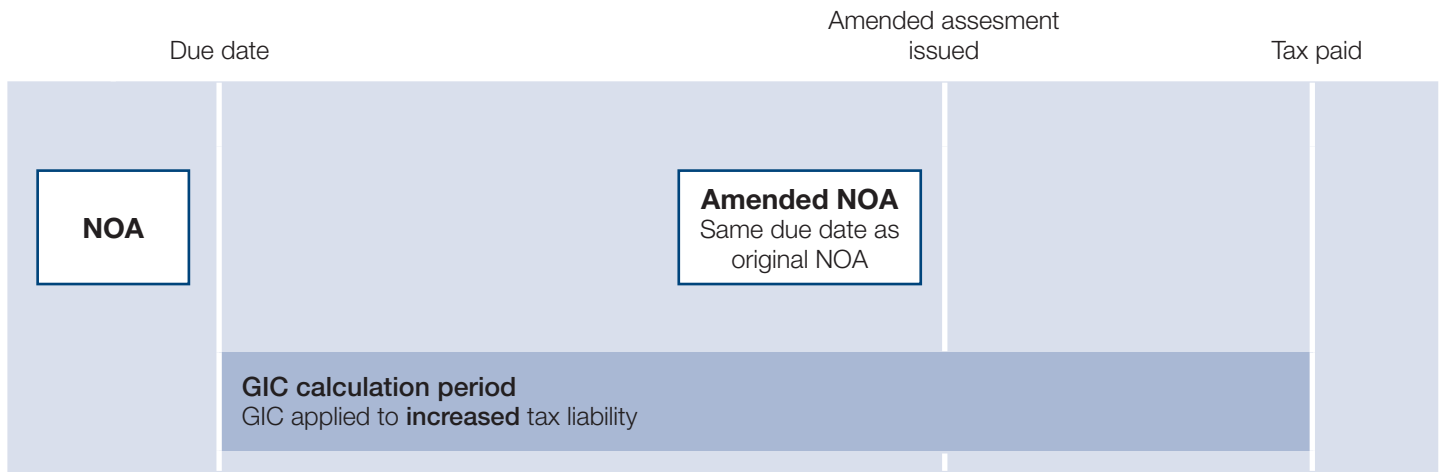 Due date
Amended assesment
issued
Tax paid
NOA
Amended NOA
Same due date as
original NOA
GIC calculation period
GIC applied to increased tax liability